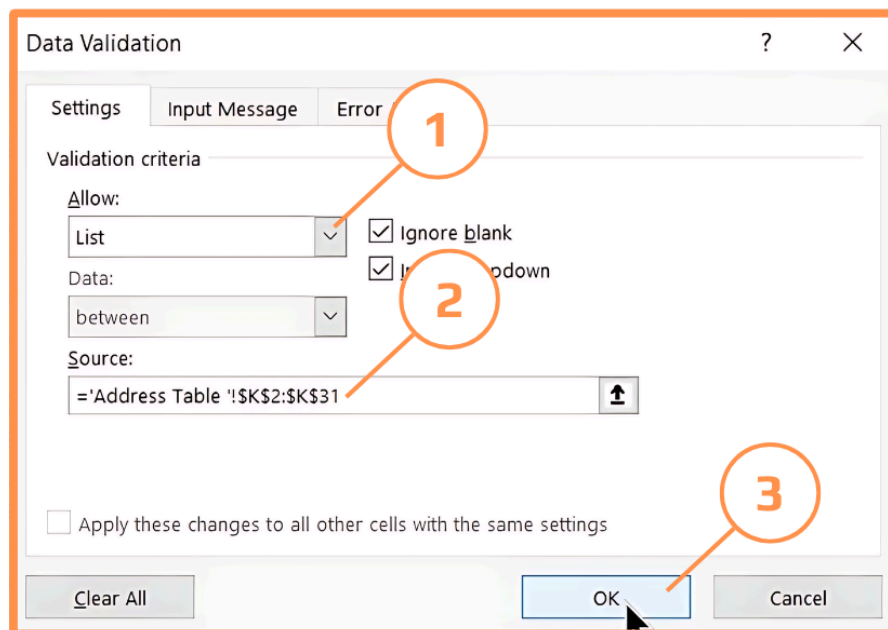 Data Validation ? ×
Settings Input Message Error
1
Validation criteria
Allow:
List
Ignore blank
Data:
2
between
Source:
='Address Table '!$K$2:$K$31
3
Apply these changes to all other cells with the same settings
Clear All OK Cancel